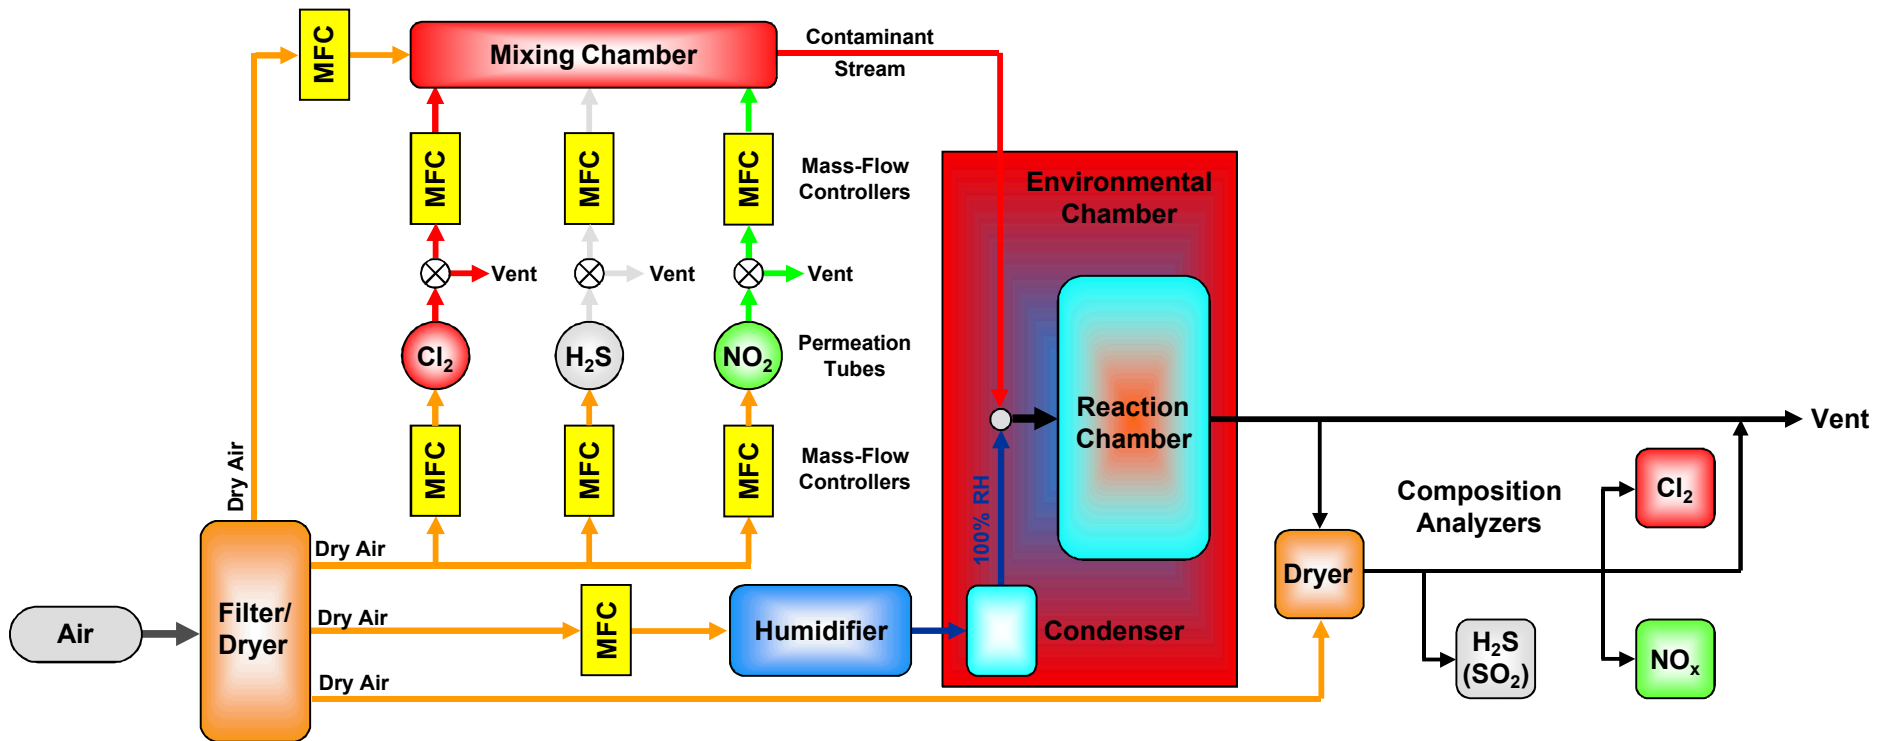 MFC
Mixing Chamber
Contaminant
Stream
MFC
MFC
MFC
Mass-Flow
Controllers
Environmental
Chamber
Vent
Vent
Vent
Cl₂
H₂S
NO₂
Permeation
Tubes
Reaction
Chamber
Vent
Dry Air
MFC
MFC
MFC
Mass-Flow
Controllers
100% RH
Composition
Analyzers
Cl₂
Dry Air
Dryer
Air
Filter/
Dryer
Dry Air
MFC
Humidifier
Condenser
H₂S
(SO₂)
NOₓ
Dry Air